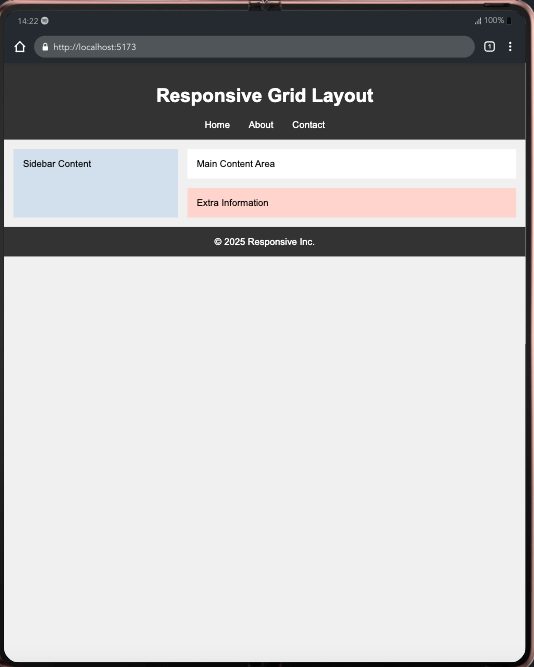 14:22
100%
http://localhost:5173
1
Responsive Grid Layout
Home About Contact
Sidebar Content
Main Content Area
Extra Information
© 2025 Responsive Inc.